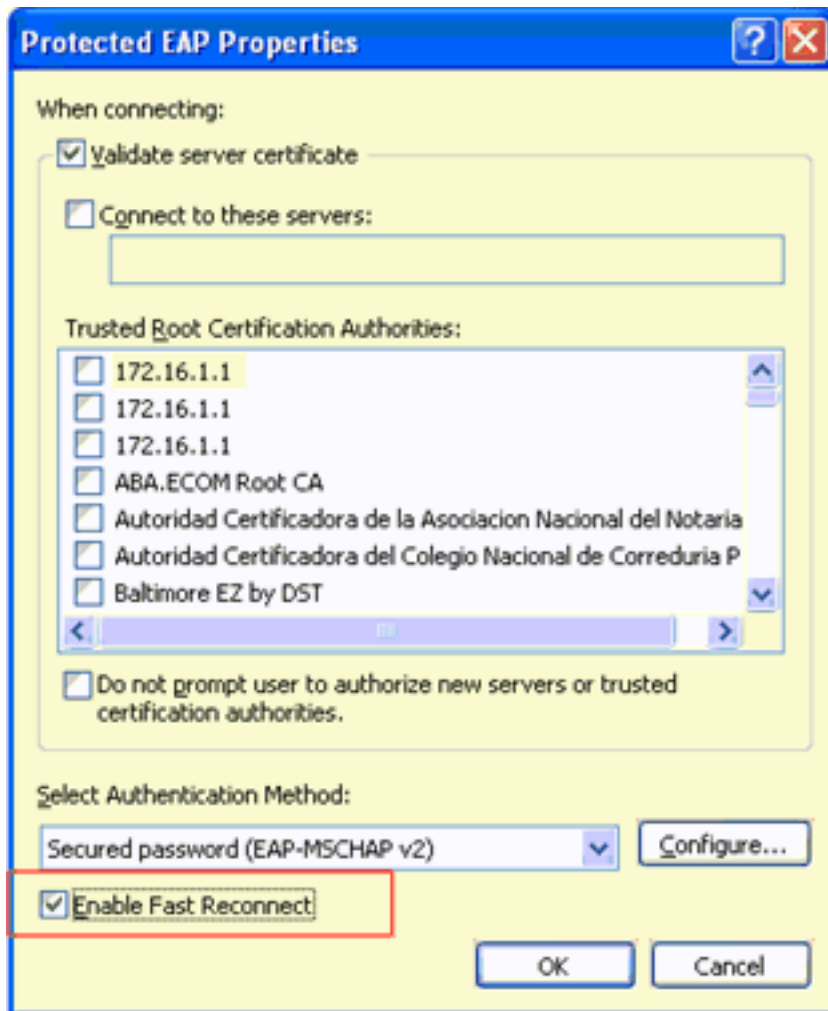 Protected EAP Properties
When connecting:
Validate server certificate
Connect to these servers:
Trusted Root Certification Authorities:
172.16.1.1
172.16.1.1
172.16.1.1
ABA.ECOM Root CA
Autoridad Certificadora de la Asociacion Nacional del Notaria
Autoridad Certificadora del Colegio Nacional de Correduria P
Baltimore EZ by DST
Do not prompt user to authorize new servers or trusted
certification authorities.
Select Authentication Method:
Secured password (EAP-MSCHAP v2)
Configure...
Enable Fast Reconnect
OK
Cancel